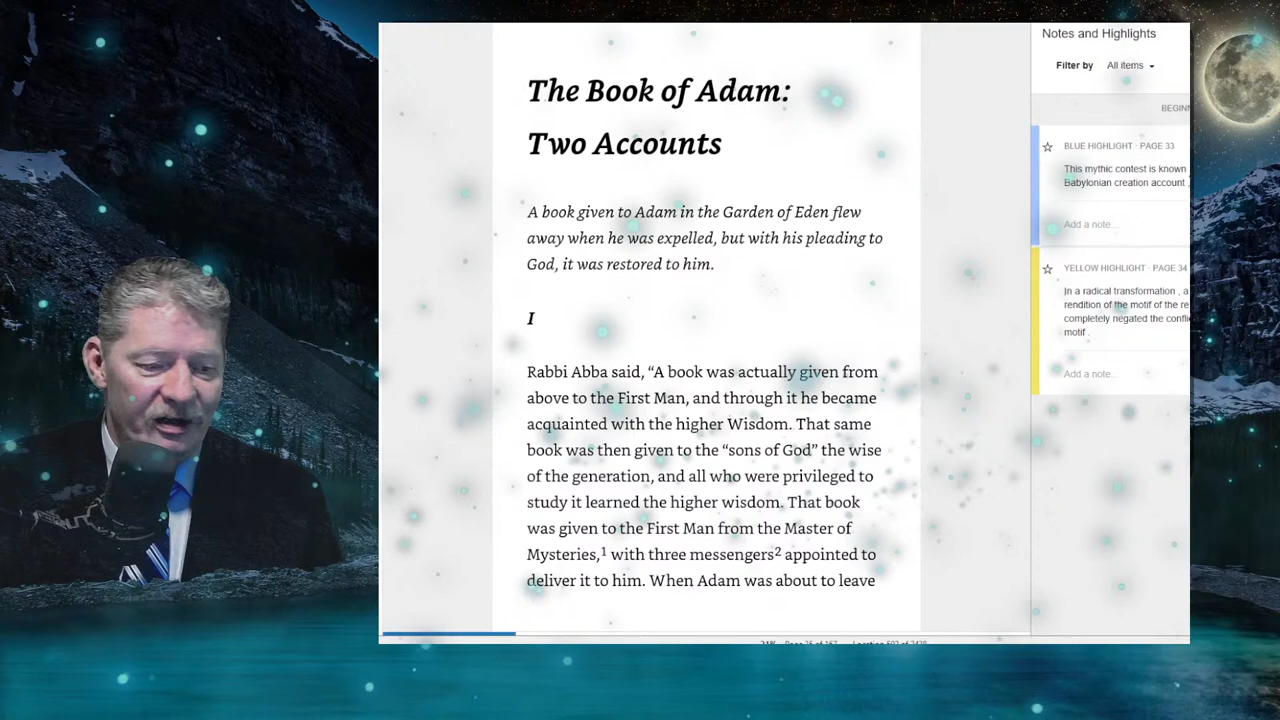 The Book of Adam:
Two Accounts
A book given to Adam in the Garden of Eden flew
away when he was expelled, but with his pleading to
God, it was restored to him.
I
Rabbi Abba said, “A book was actually given from
above to the First Man, and through it he became
acquainted with the higher Wisdom. That same
book was then given to the “sons of God” the wise
of the generation, and all who were privileged to
study it learned the higher wisdom. That book
was given to the First Man from the Master of
Mysteries,1 with three messengers2 appointed to
deliver it to him. When Adam was about to leave
Notes and Highlights
Filter by All items
BLUE HIGHLIGHT · PAGE 33
This mythic contest is known
Babylonian creation account
Add a note...
YELLOW HIGHLIGHT · PAGE 34
In a radical transformation , a
rendition of the motif of the re
completely negated the
motif .
Add a note...